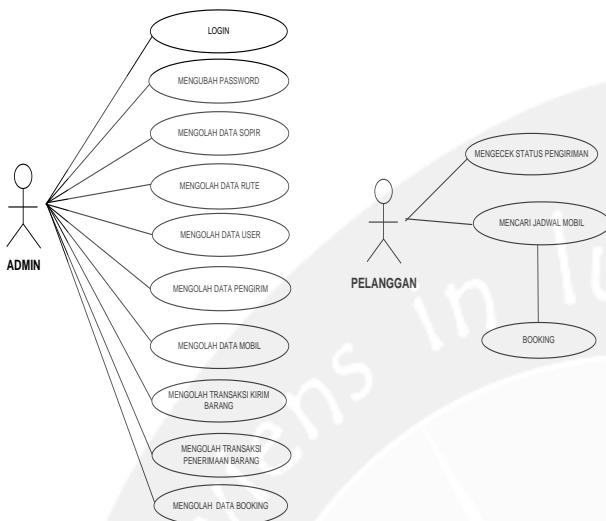 LOGIN
MENGUBAH PASSWORD
MENGOLAH DATA SOPIR
MENGOLAH DATA RUTE
MENGOLAH DATA USER
MENGOLAH DATA PENGIRIM
MENGOLAH DATA MOBIL
MENGOLAH TRANSAKSI KIRIM
BARANG
MENGOLAH TRANSAKSI
PENERIMAAN BARANG
MENGOLAH DATA BOOKING
ADMIN
MENGECEK STATUS PENGIRIMAN
MENCARI JADWAL MOBIL
BOOKING
PELANGGAN
in